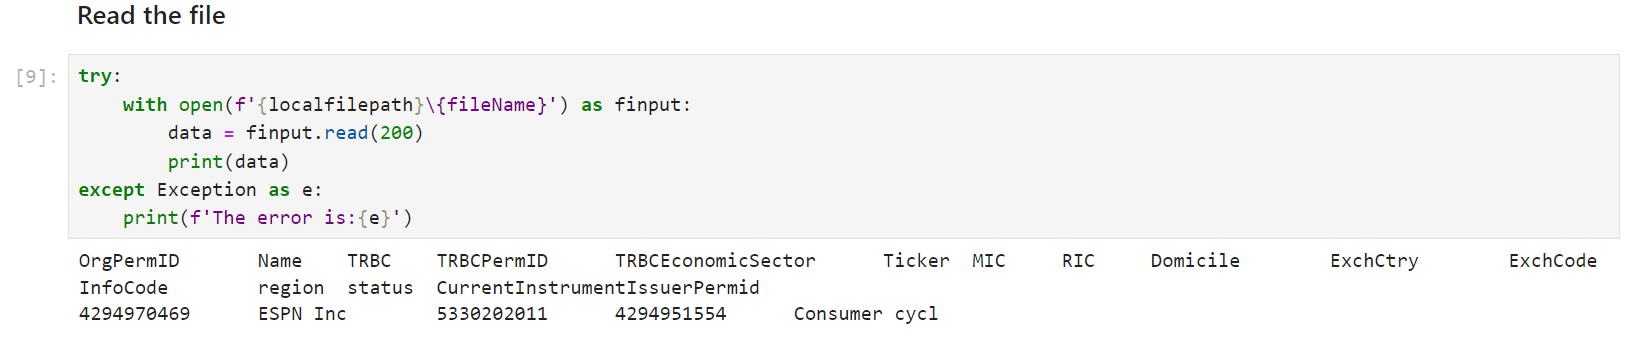 Read the file
[9]: try:
    with open(f'{localfilepath}\{fileName}') as finput:
        data = finput.read(200)
        print(data)
except Exception as e:
    print(f'The error is:{e}')
OrgPermID Name TRBC TRBCPermID TRBCEconomicSector Ticker MIC RIC Domicile ExchCtry ExchCode
InfoCode region status CurrentInstrumentIssuerPermid
4294970469 ESPN Inc 5330202011 4294951554 Consumer cycl